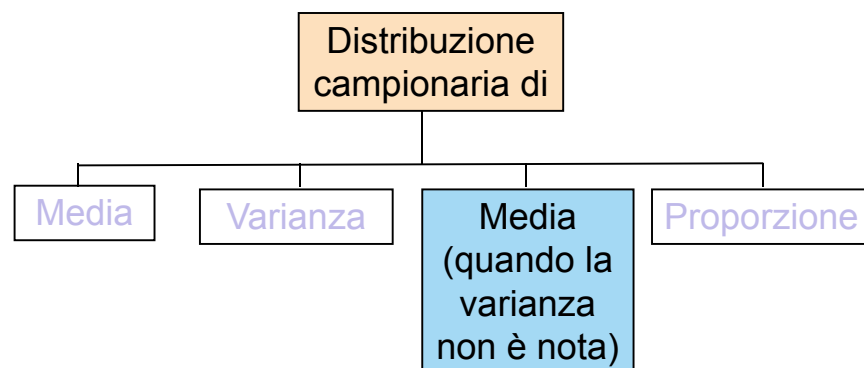 Distribuzione
campionaria di
Media
Varianza
Media
(quando la
varianza
non è nota)
Proporzione